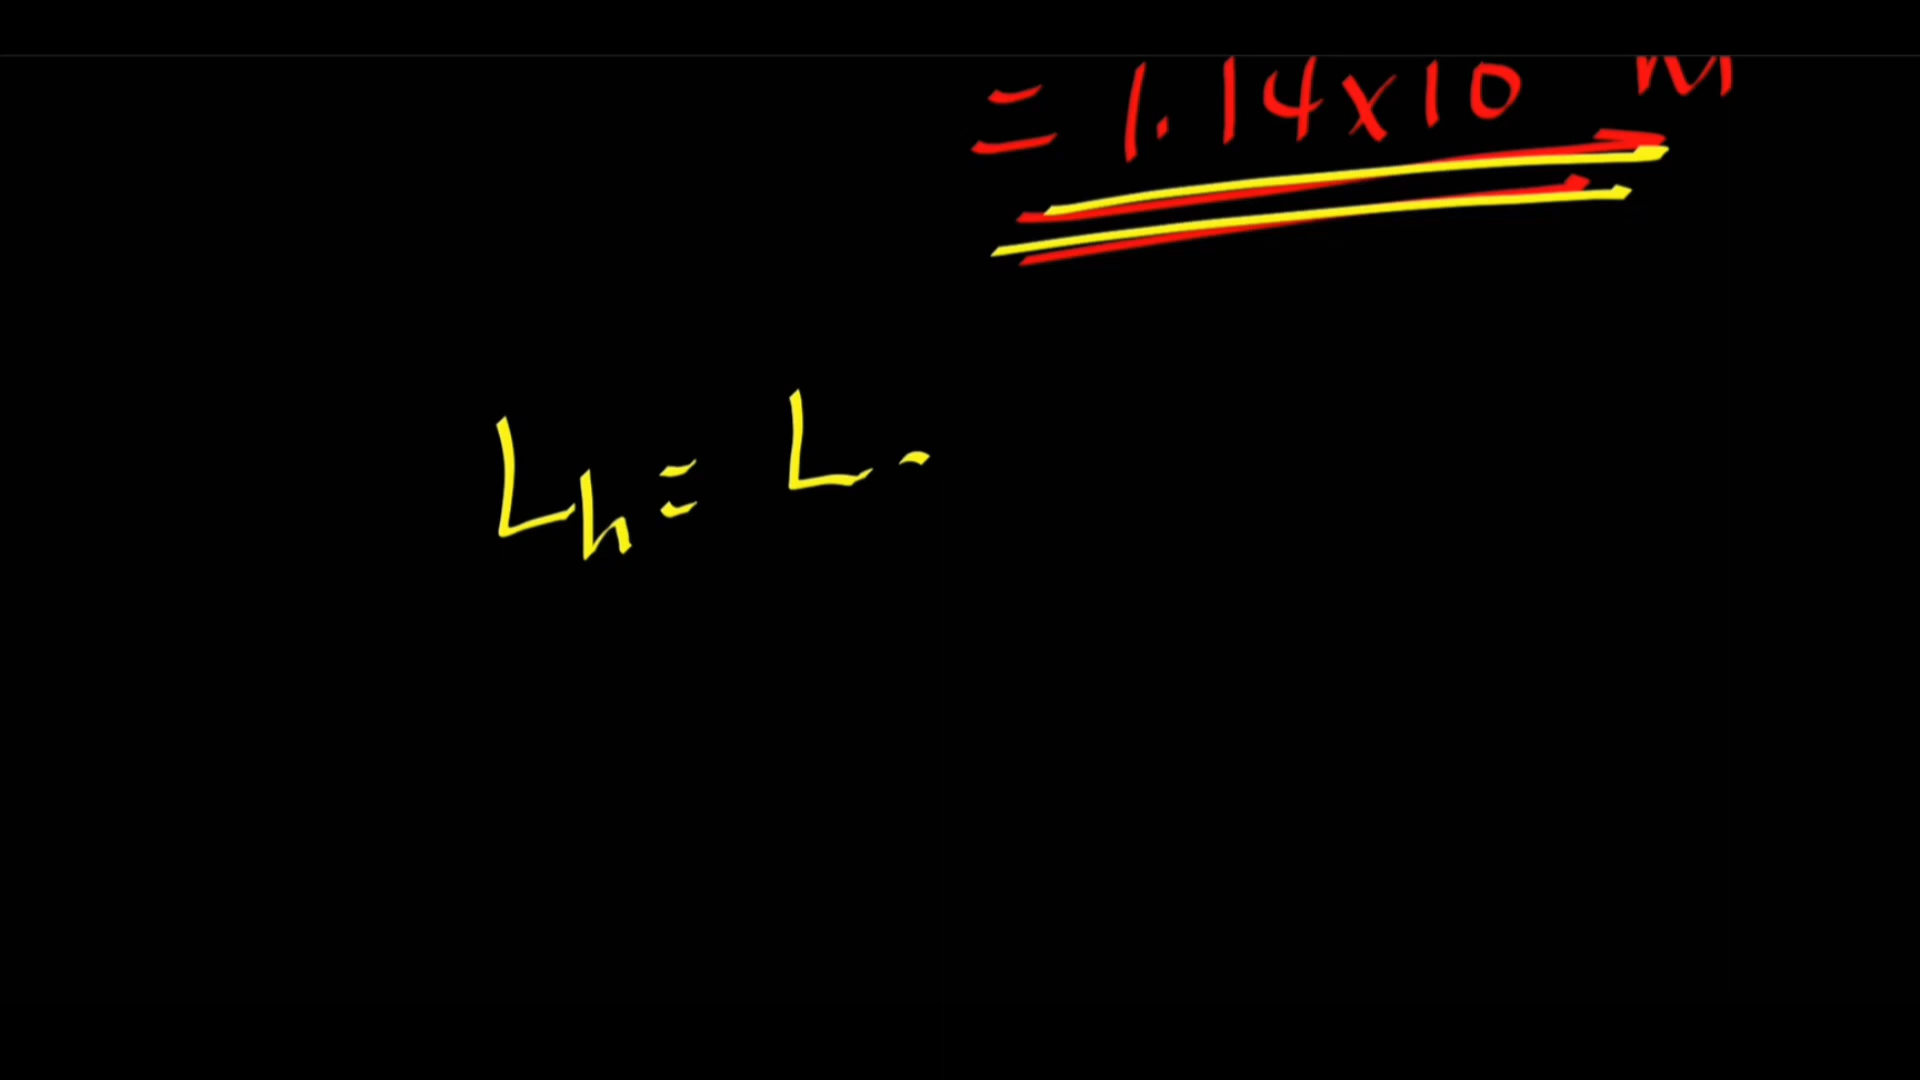 = 1.14x10 M
Lh = L -